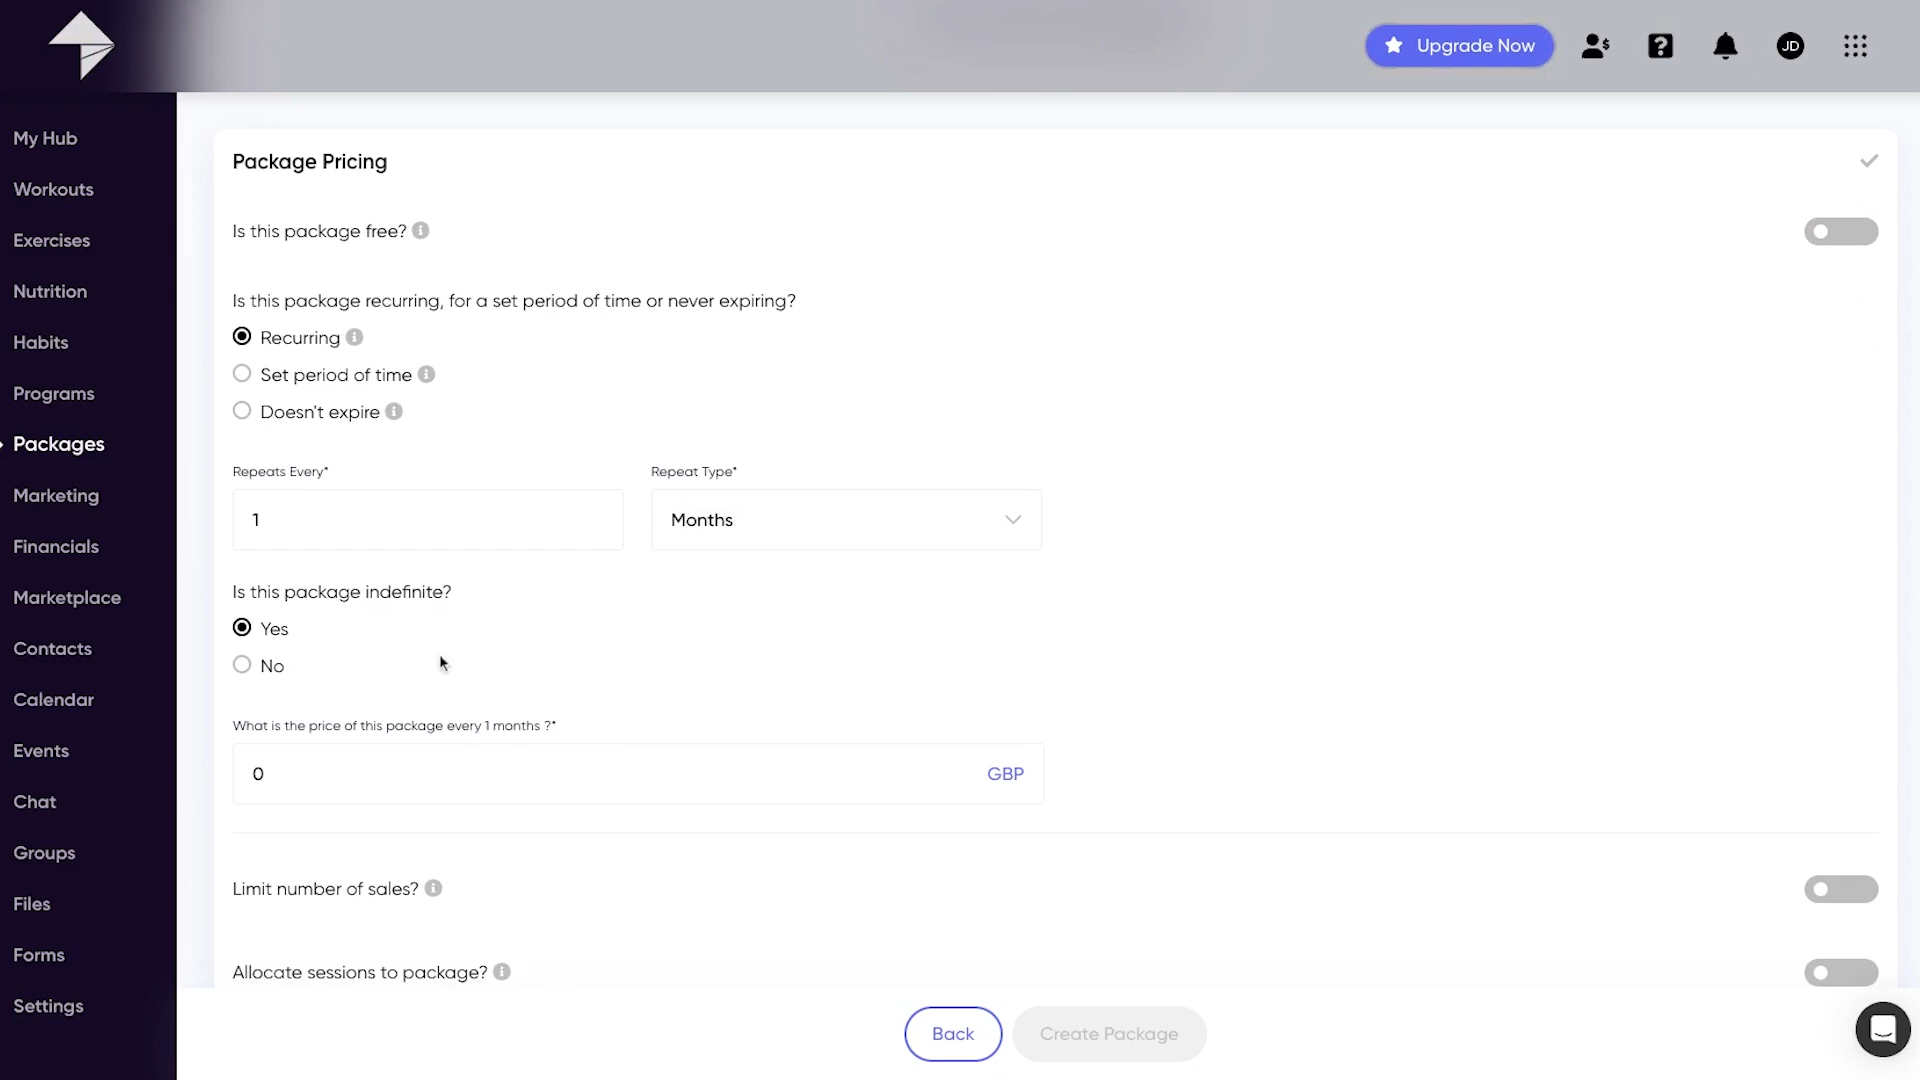 Upgrade Now
JD
My Hub
Workouts
Exercises
Nutrition
Habits
Programs
Packages
Marketing
Financials
Marketplace
Contacts
Calendar
Events
Chat
Groups
Files
Forms
Settings
Package Pricing
Is this package free?
Is this package recurring, for a set period of time or never expiring?
Recurring
Set period of time
Doesn't expire
Repeats Every* Repeat Type*
1 Months
Is this package indefinite?
Yes
No
What is the price of this package every 1 months ?*
0 GBP
Limit number of sales?
Allocate sessions to package?
Back Create Package